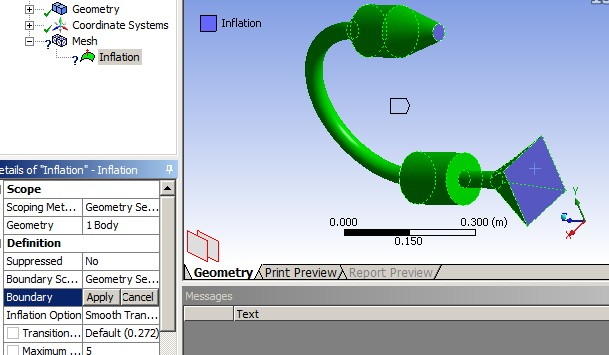 Geometry
Coordinate Systems
Mesh
Inflation
Inflation
etails of "Inflation" - Inflation
Scope
Scoping Met... Geometry Se...
Geometry 1 Body
Definition
Suppressed No
Boundary Sc... Geometry Se...
Boundary Apply Cancel
Inflation Option Smooth Tran...
Transition... Default (0.272)
Maximum ... 5
0.000 0.300 (m)
0.150
Y
X
Geometry Print Preview Report Preview
Messages
Text